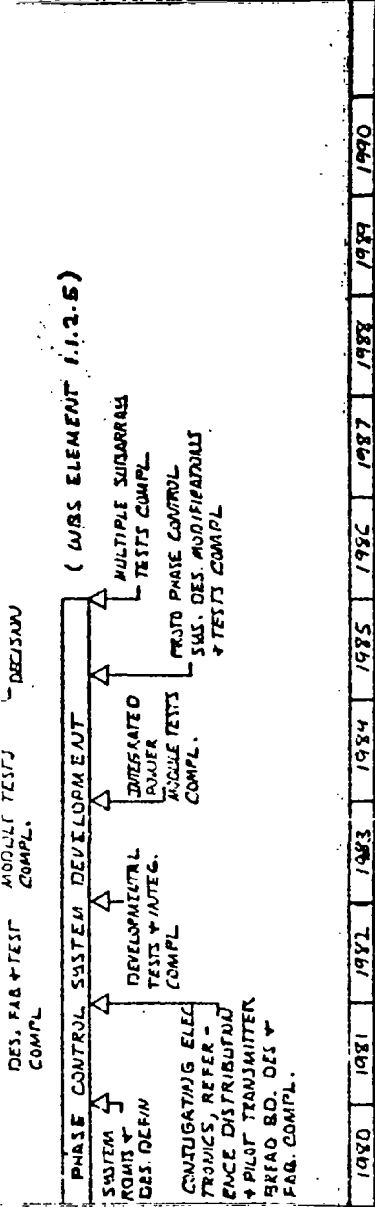 DES. FAB + TEST
COMPL
MODULE TESTS
COMPL.
DECISION
PHASE CONTROL SYSTEM DEVELOPMENT
( WBS ELEMENT 1.1.2.5)
SYSTEM
RQMTS +
DES. DEFIN
CONJUGATING ELEC
TRONICS, REFER -
ENCE DISTRIBUTION
+ PILOT TRANSMITTER
BREAD BD. DES +
FAB. COMPL.
DEVELOPMENTAL
TESTS + INTEG.
COMPL
INTEGRATED
POWER
MODULE TESTS
COMPL.
PROTO PHASE CONTROL
SYS. DES. MODIFICATIONS
+ TESTS COMPL
MULTIPLE SUBARRAY
TESTS COMPL
1980 1981 1982 1983 1984 1985 1986 1987 1988 1989 1990